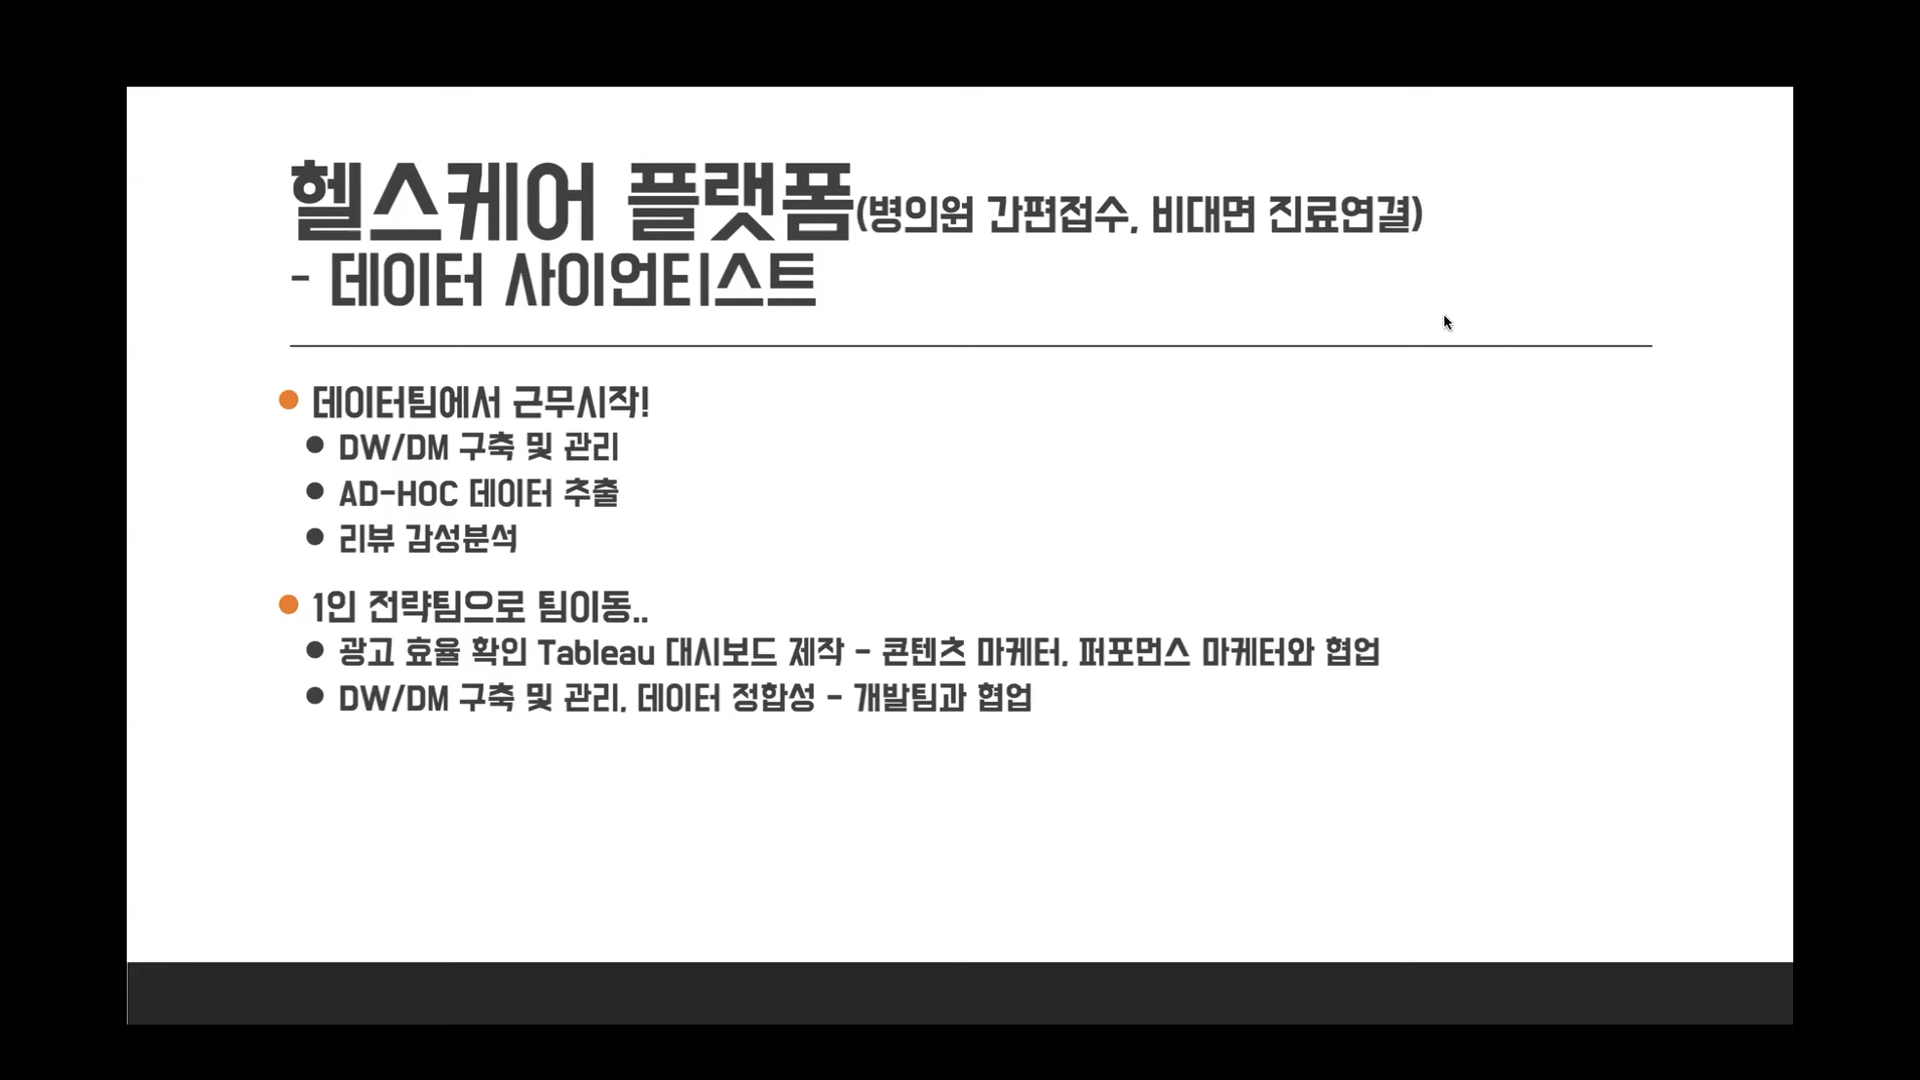 헬스케어 플랫폼(병의원 간편접수, 비대면 진료연결)
- 데이터 사이언티스트
데이터팀에서 근무시작!
DW/DM 구축 및 관리
AD-HOC 데이터 추출
리뷰 감성분석
1인 전략팀으로 팀이동..
광고 효율 확인 Tableau 대시보드 제작 - 콘텐츠 마케터, 퍼포먼스 마케터와 협업
DW/DM 구축 및 관리, 데이터 정합성 - 개발팀과 협업